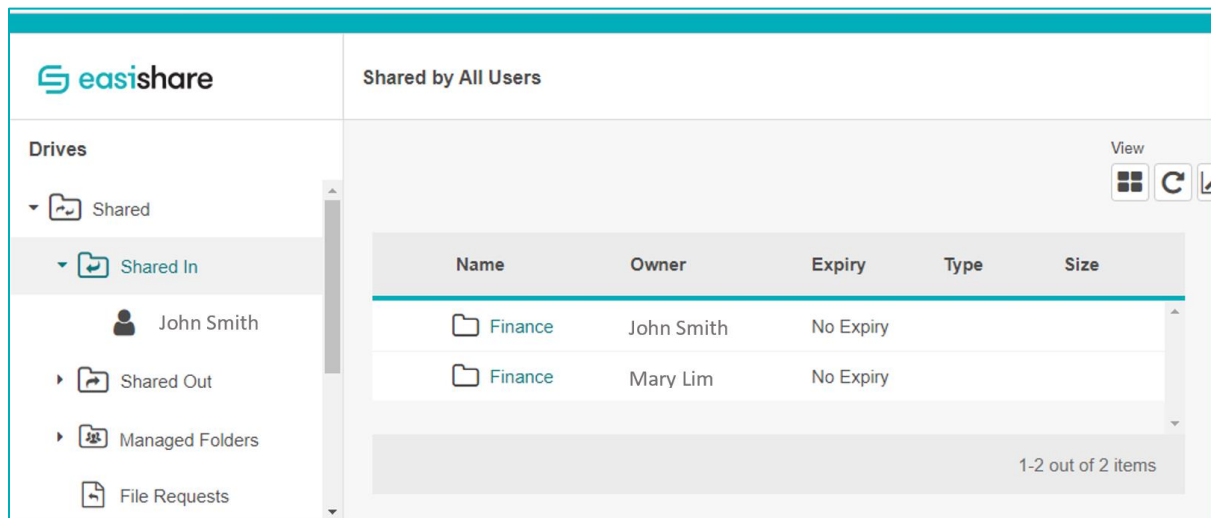 easishare
Shared by All Users
Drives
View
Shared
Shared In
John Smith
Shared Out
Managed Folders
File Requests
Name Owner Expiry Type Size
Finance John Smith No Expiry
Finance Mary Lim No Expiry
1-2 out of 2 items